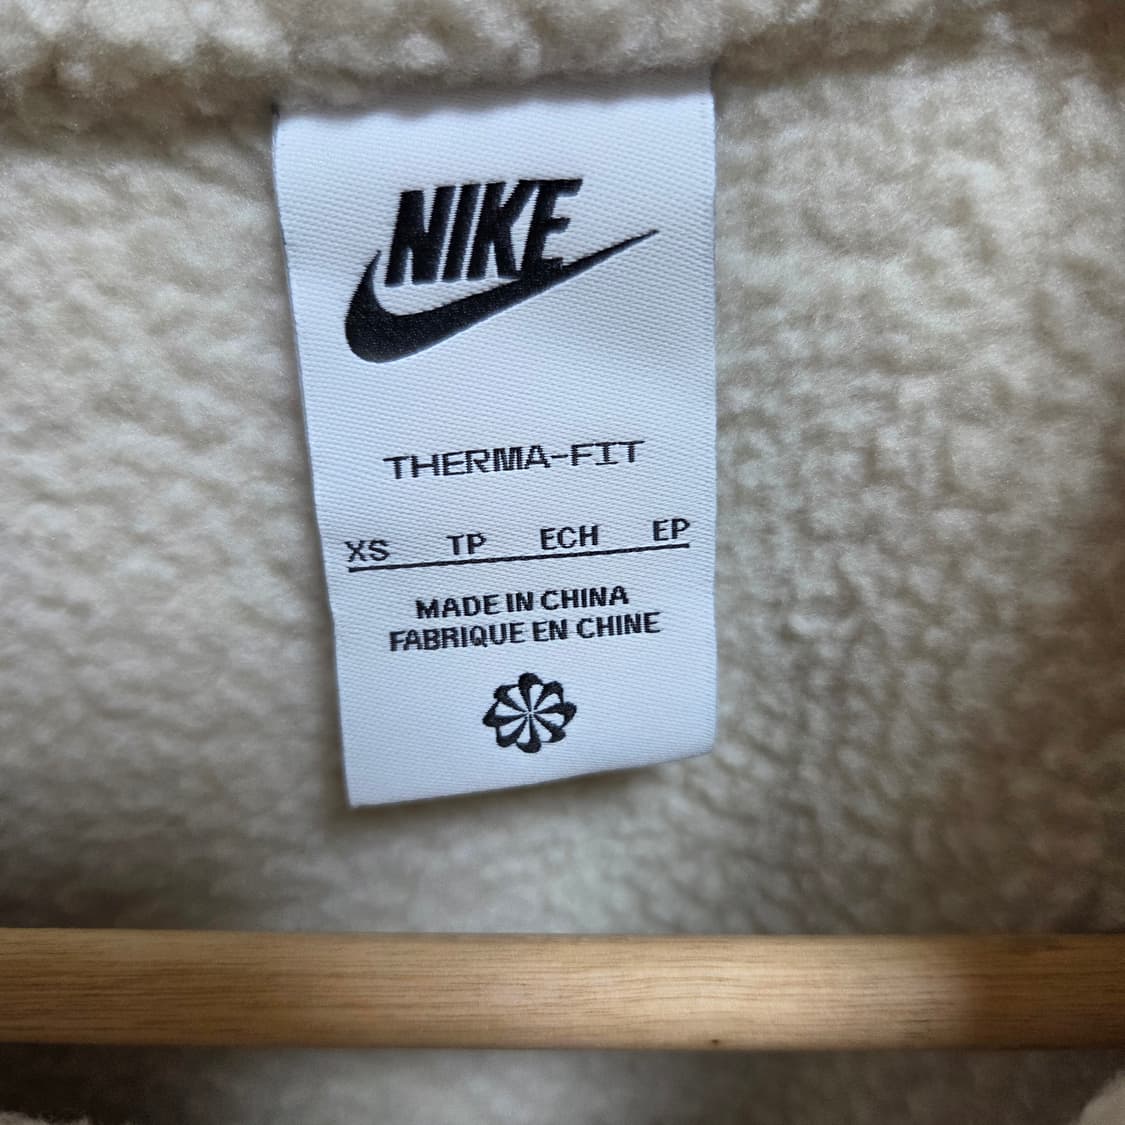 NIKE
THERMA-FIT
XS TP ECH EP
MADE IN CHINA
FABRIQUE EN CHINE